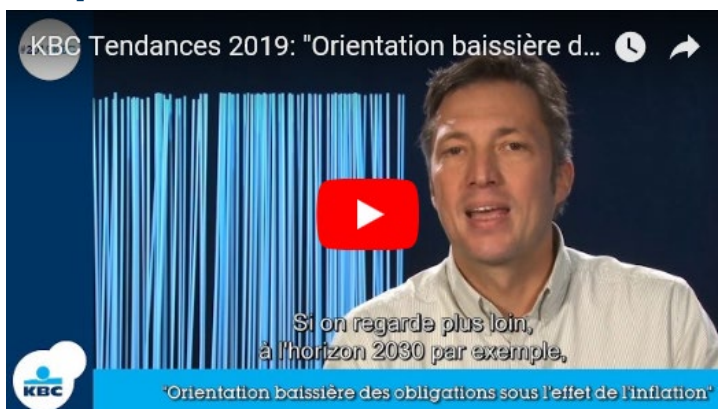 KBC Tendances 2019: "Orientation baissière d...
Si on regarde plus loin,
à l'horizon 2030 par exemple,
KBC
"Orientation baissière des obligations sous l'effet de l'inflation"